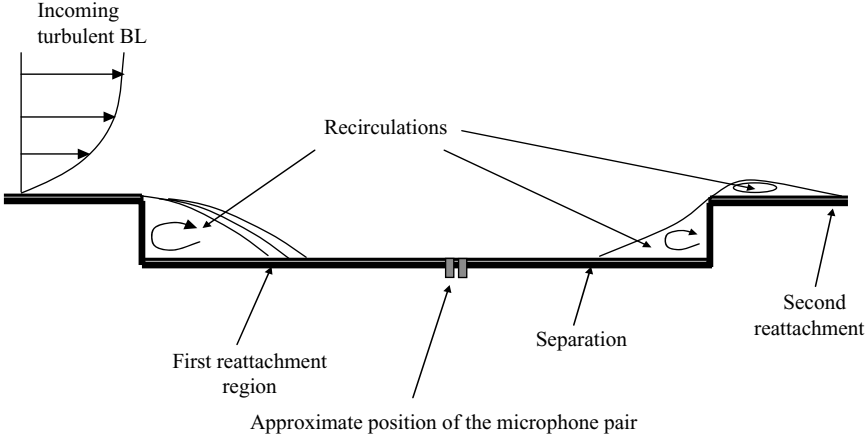 Incoming
turbulent BL
Recirculations
Second
reattachment
Separation
First reattachment
region
Approximate position of the microphone pair